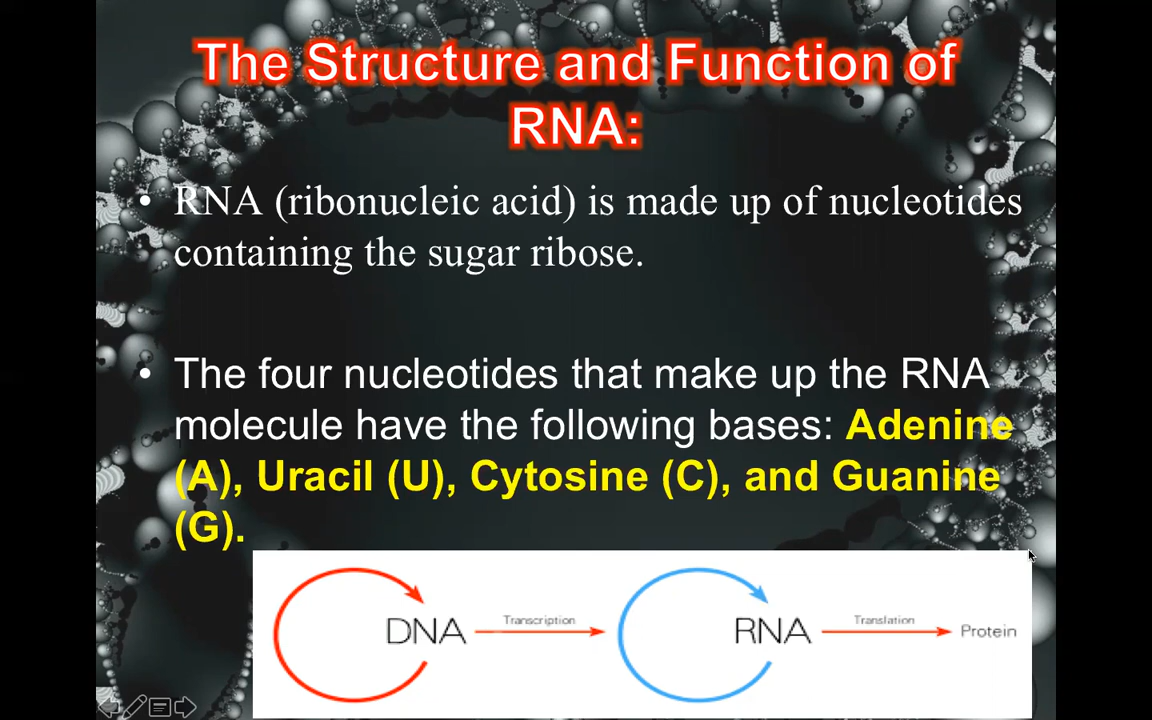 The Structure and Function of
RNA:
• RNA (ribonucleic acid) is made up of nucleotides
containing the sugar ribose.
• The four nucleotides that make up the RNA
molecule have the following bases: Adenine
(A), Uracil (U), Cytosine (C), and Guanine
(G).
DNA Transcription RNA Translation Protein